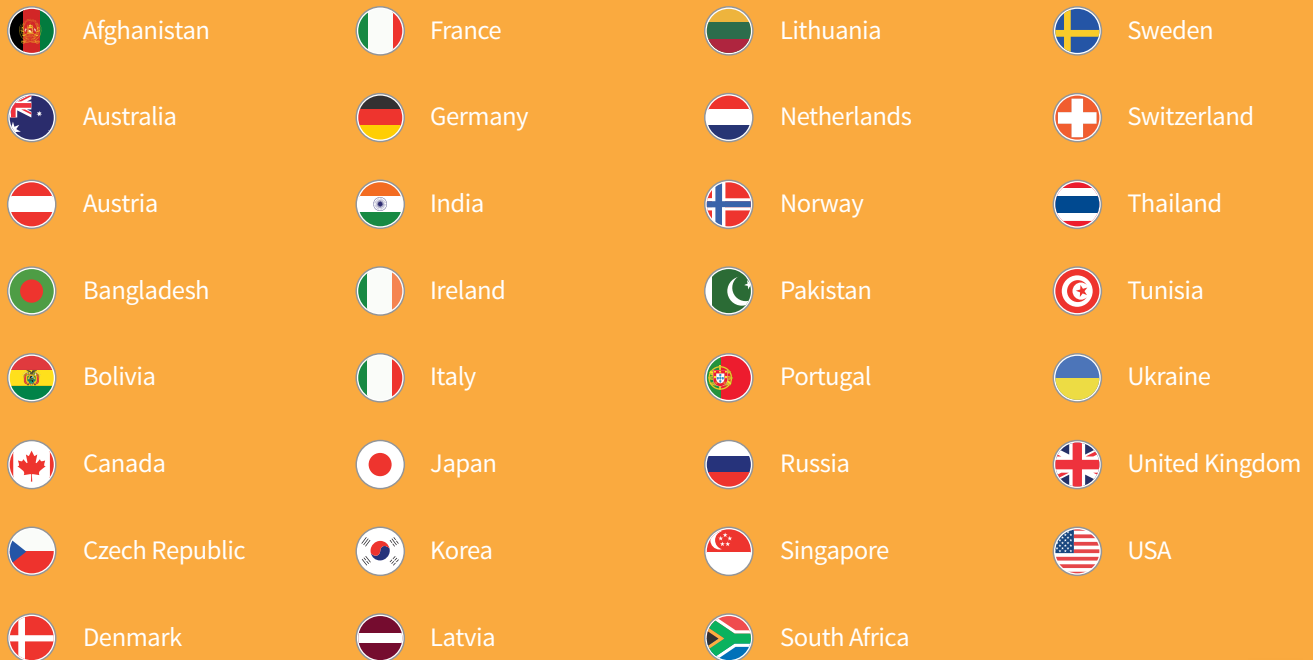 Afghanistan
Australia
Austria
Bangladesh
Bolivia
Canada
Czech Republic
Denmark
France
Germany
India
Ireland
Italy
Japan
Korea
Latvia
Lithuania
Netherlands
Norway
Pakistan
Portugal
Russia
Singapore
South Africa
Sweden
Switzerland
Thailand
Tunisia
Ukraine
United Kingdom
USA